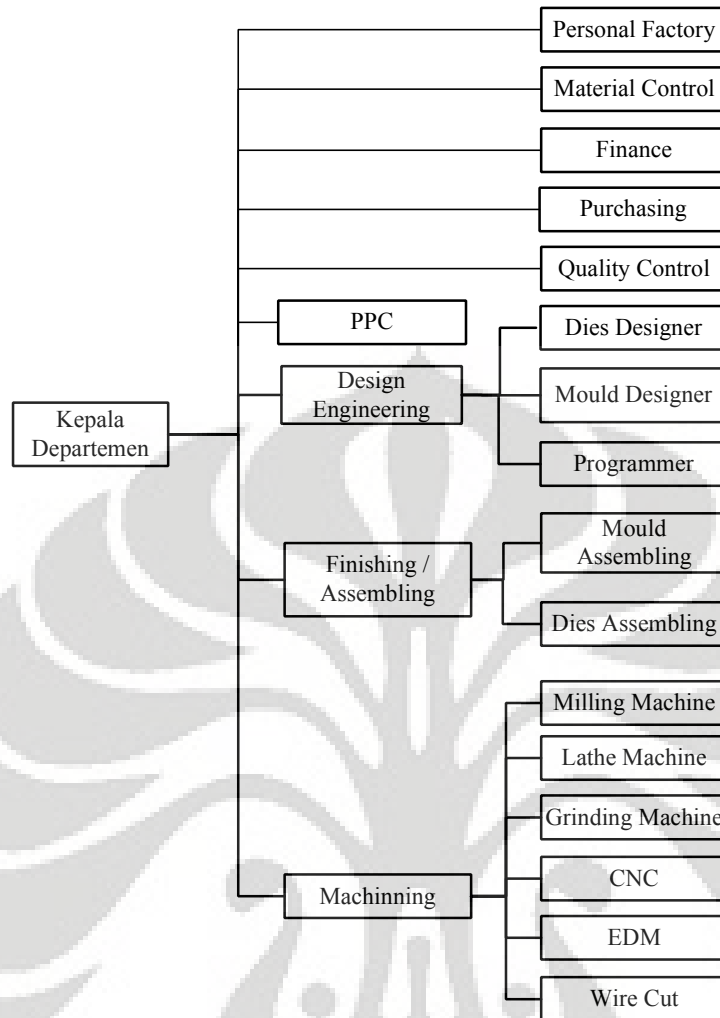 Personal Factory
Material Control
Finance
Purchasing
Quality Control
PPC
Dies Designer
Design
Engineering
Mould Designer
Kepala
Departemen
Programmer
Mould
Assembling
Finishing /
Assembling
Dies Assembling
Milling Machine
Lathe Machine
Grinding Machine
CNC
Machinning
EDM
Wire Cut